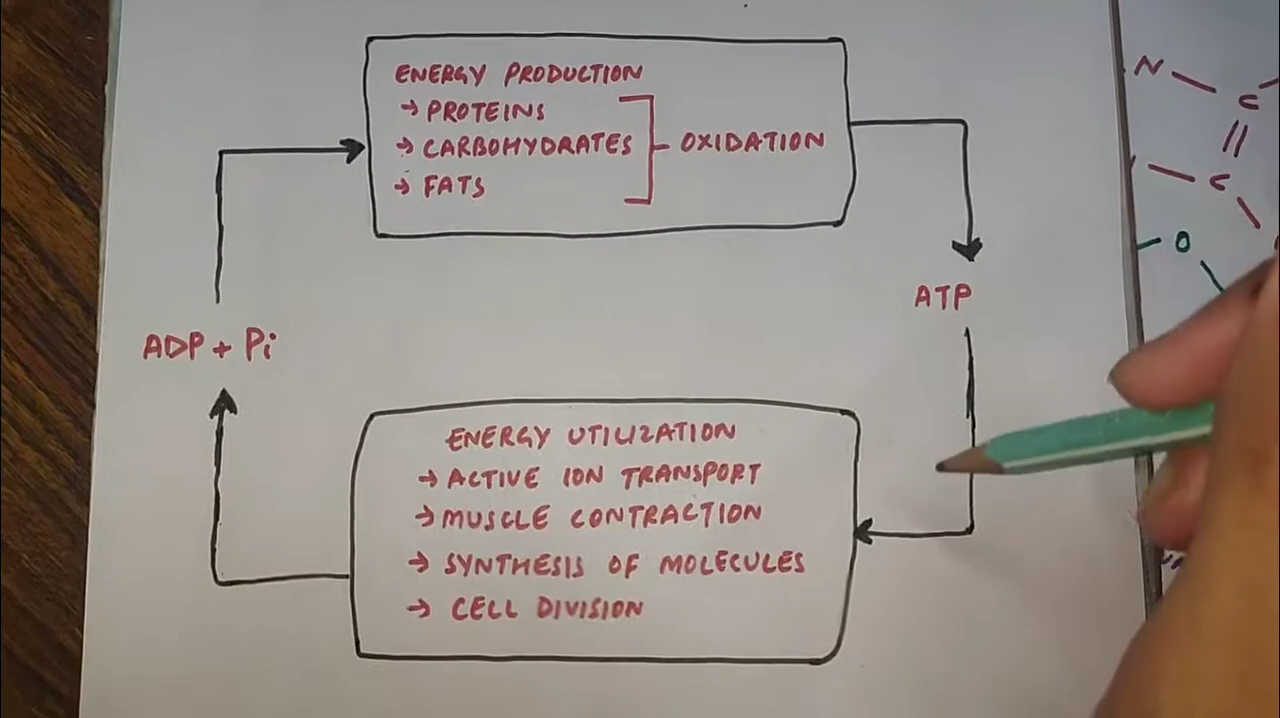 ENERGY PRODUCTION
→ PROTEINS
→ CARBOHYDRATES
→ FATS
OXIDATION
ATP
ADP + Pi
ENERGY UTILIZATION
→ ACTIVE ION TRANSPORT
→ MUSCLE CONTRACTION
→ SYNTHESIS OF MOLECULES
→ CELL DIVISION
N
C
C
O